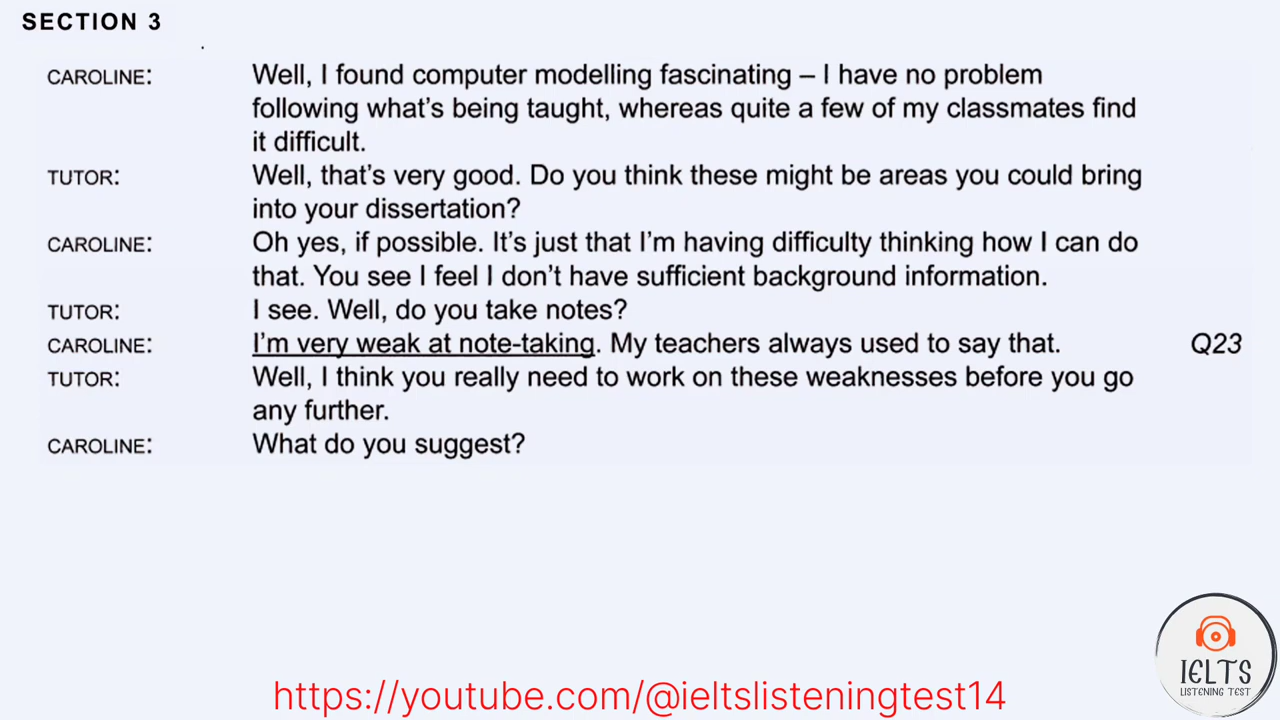 SECTION 3
CAROLINE: Well, I found computer modelling fascinating – I have no problem
following what's being taught, whereas quite a few of my classmates find
it difficult.
TUTOR: Well, that's very good. Do you think these might be areas you could bring
into your dissertation?
CAROLINE: Oh yes, if possible. It's just that I'm having difficulty thinking how I can do
that. You see I feel I don't have sufficient background information.
TUTOR: I see. Well, do you take notes?
CAROLINE: I'm very weak at note-taking. My teachers always used to say that. Q23
TUTOR: Well, I think you really need to work on these weaknesses before you go
any further.
CAROLINE: What do you suggest?
IELTS
LISTENING TEST
https://youtube.com/@ieltslisteningtest14